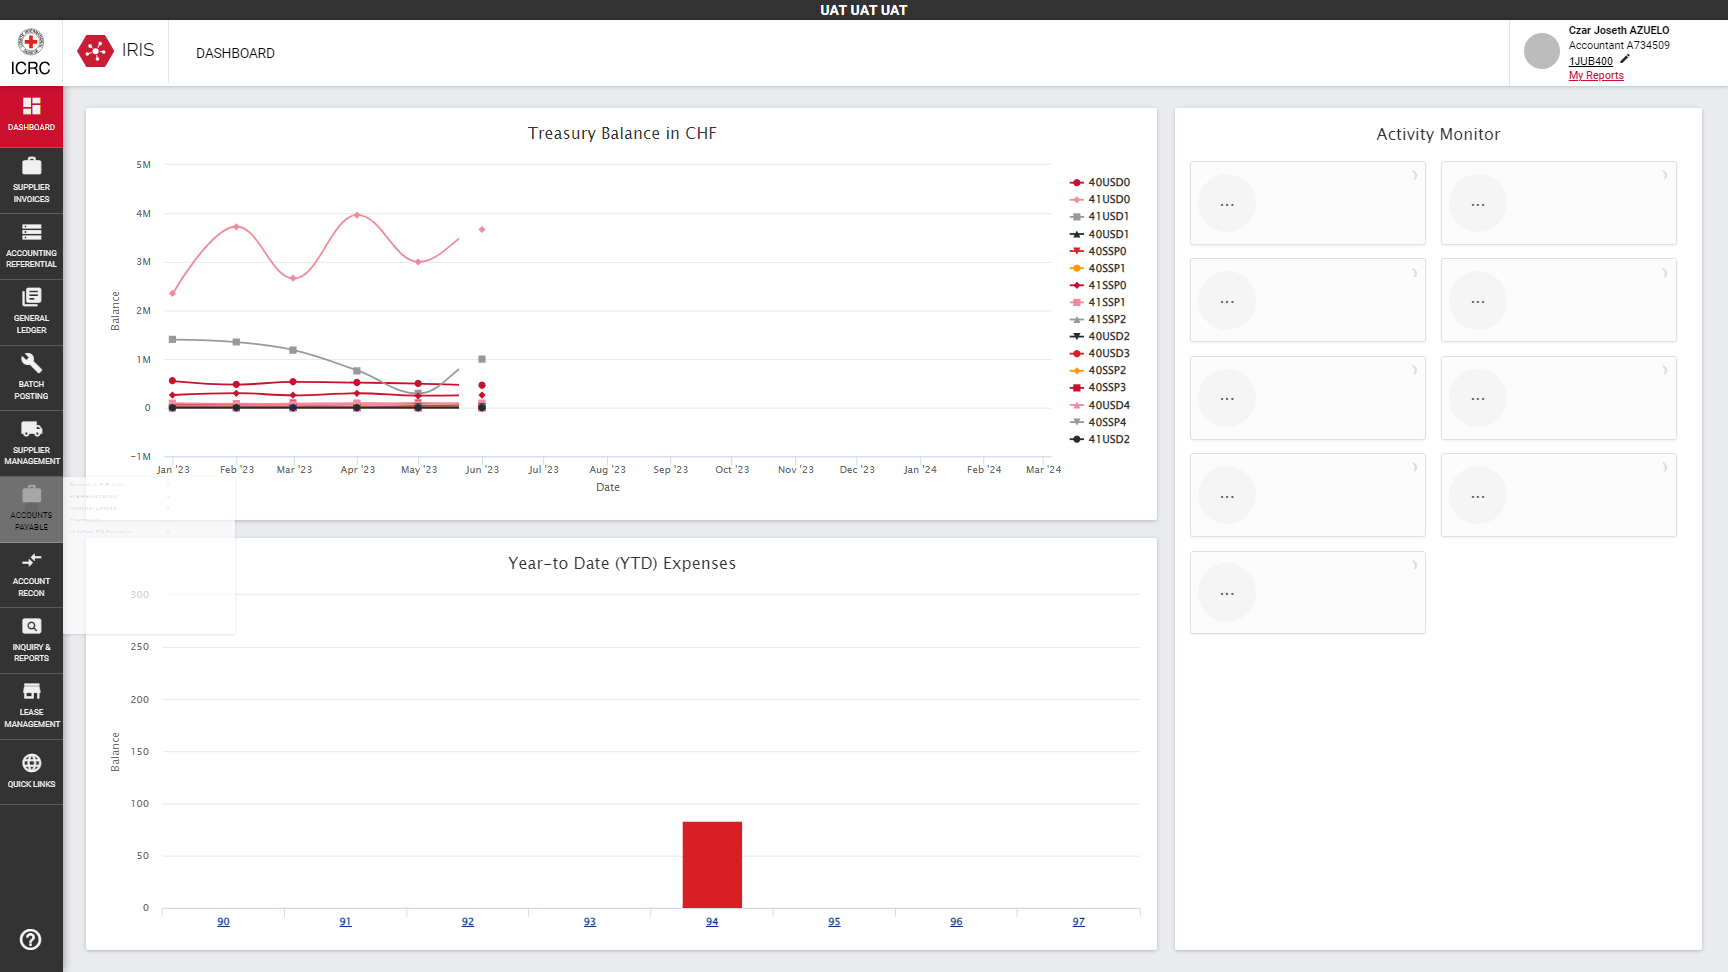 UAT UAT UAT
ICRC
IRIS
DASHBOARD
Czar Joseth AZUELO
Accountant A734509
1JUB400
My Reports
DASHBOARD
SUPPLIER
INVOICES
ACCOUNTING
REFERENTIAL
GENERAL
LEDGER
BATCH
POSTING
SUPPLIER
MANAGEMENT
ACCOUNTS
PAYABLE
ACCOUNT
RECON
INQUIRY &
REPORTS
LEASE
MANAGEMENT
QUICK LINKS
Treasury Balance in CHF
Balance
5M
4M
3M
2M
1M
0
−1M
Jan '23 Feb '23 Mar '23 Apr '23 May '23 Jun '23 Jul '23 Aug '23 Sep '23 Oct '23 Nov '23 Dec '23 Jan '24 Feb '24 Mar '24
Date
40USD0
41USD0
41USD1
40USD1
40SSP0
40SSP1
41SSP0
41SSP1
41SSP2
40USD2
40USD3
40SSP2
40SSP3
40USD4
40SSP4
41USD2
Year-to Date (YTD) Expenses
Balance
300
250
200
150
100
50
0
90 91 92 93 94 95 96 97
Activity Monitor
... ...
... ...
... ...
... ...
...